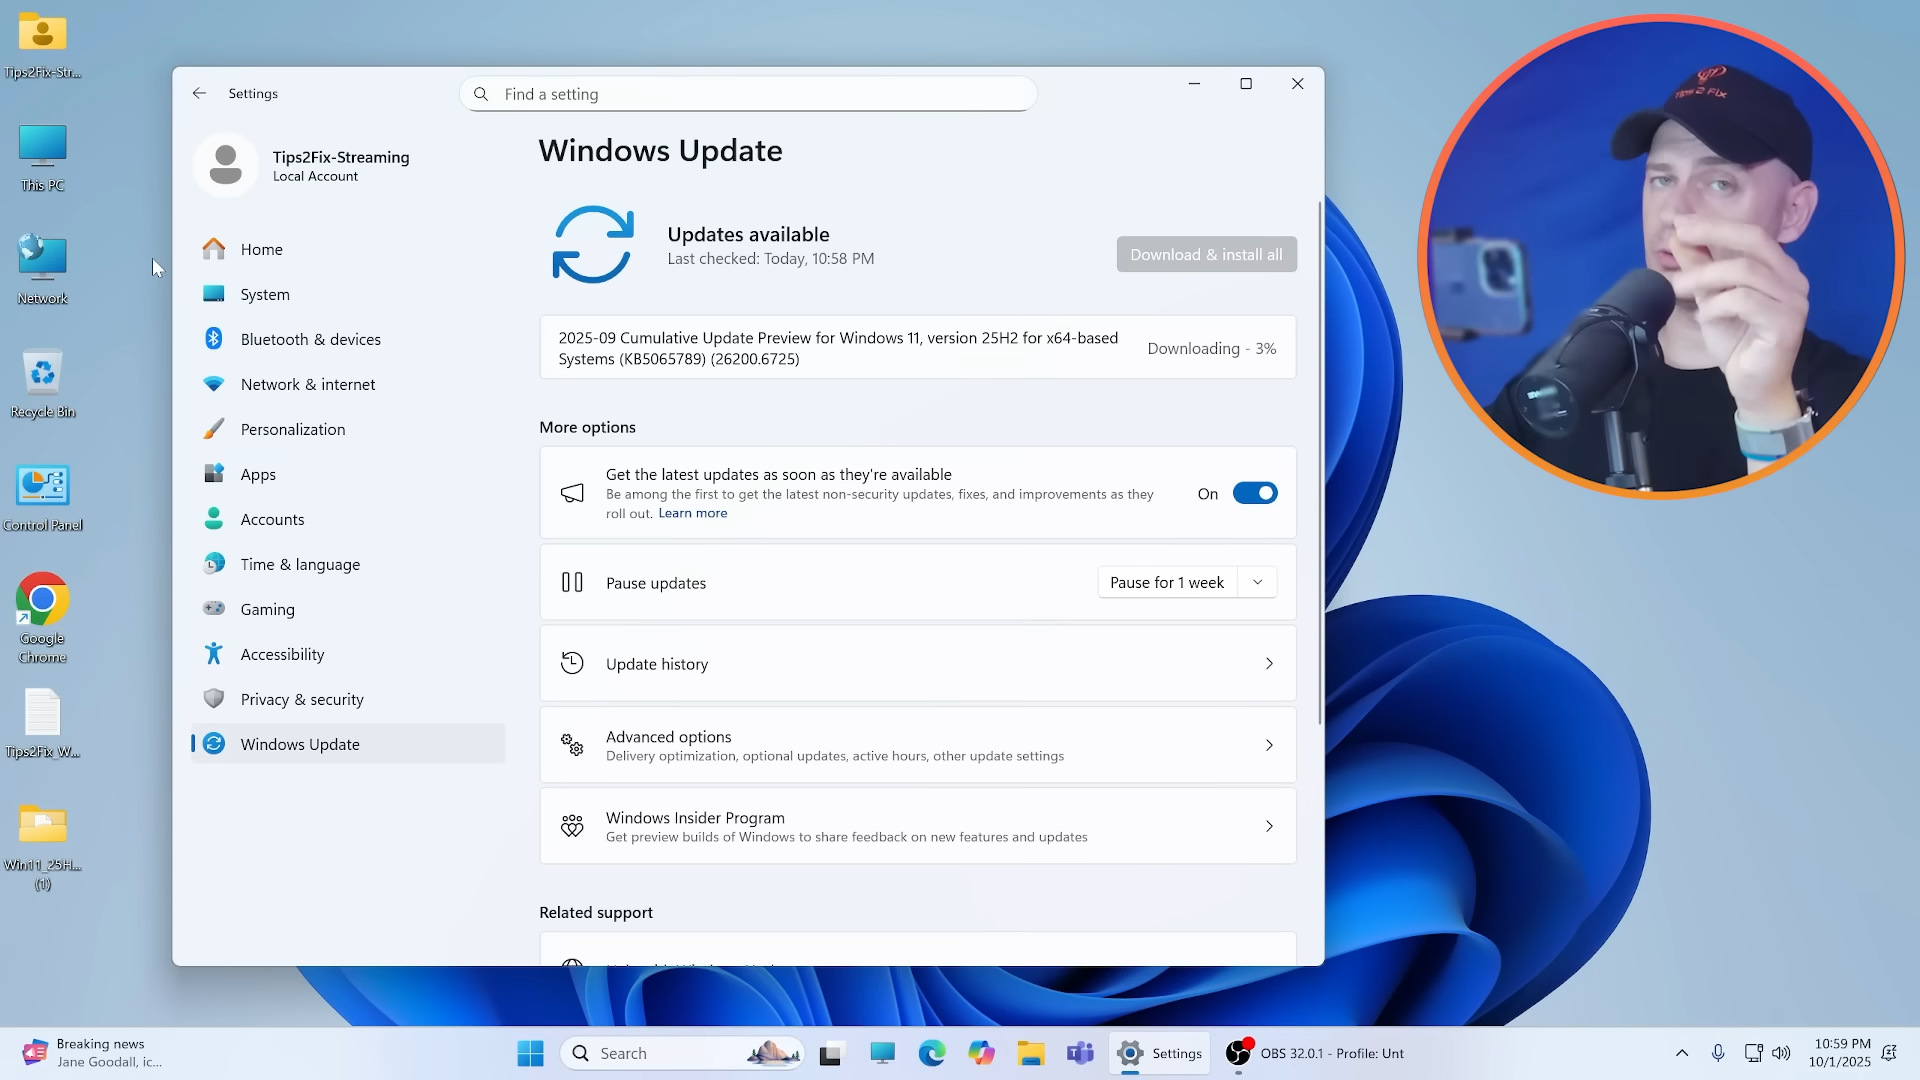 Tips2Fix-Str...
This PC
Network
Recycle Bin
Control Panel
Google
Chrome
Tips2Fix_W...
Win11_25H...
(1)
Settings
Find a setting
Tips2Fix-Streaming
Local Account
Home
System
Bluetooth & devices
Network & internet
Personalization
Apps
Accounts
Time & language
Gaming
Accessibility
Privacy & security
Windows Update
Windows Update
Updates available
Last checked: Today, 10:58 PM
Download & install all
2025-09 Cumulative Update Preview for Windows 11, version 25H2 for x64-based
Systems (KB5065789) (26200.6725)
Downloading - 3%
More options
Get the latest updates as soon as they're available
Be among the first to get the latest non-security updates, fixes, and improvements as they
roll out. Learn more
On
Pause updates
Pause for 1 week
Update history
Advanced options
Delivery optimization, optional updates, active hours, other update settings
Windows Insider Program
Get preview builds of Windows to share feedback on new features and updates
Related support
Tips 2 Fix
Breaking news
Jane Goodall, ic...
Search
Settings
OBS 32.0.1 - Profile: Unt
10:59 PM
10/1/2025